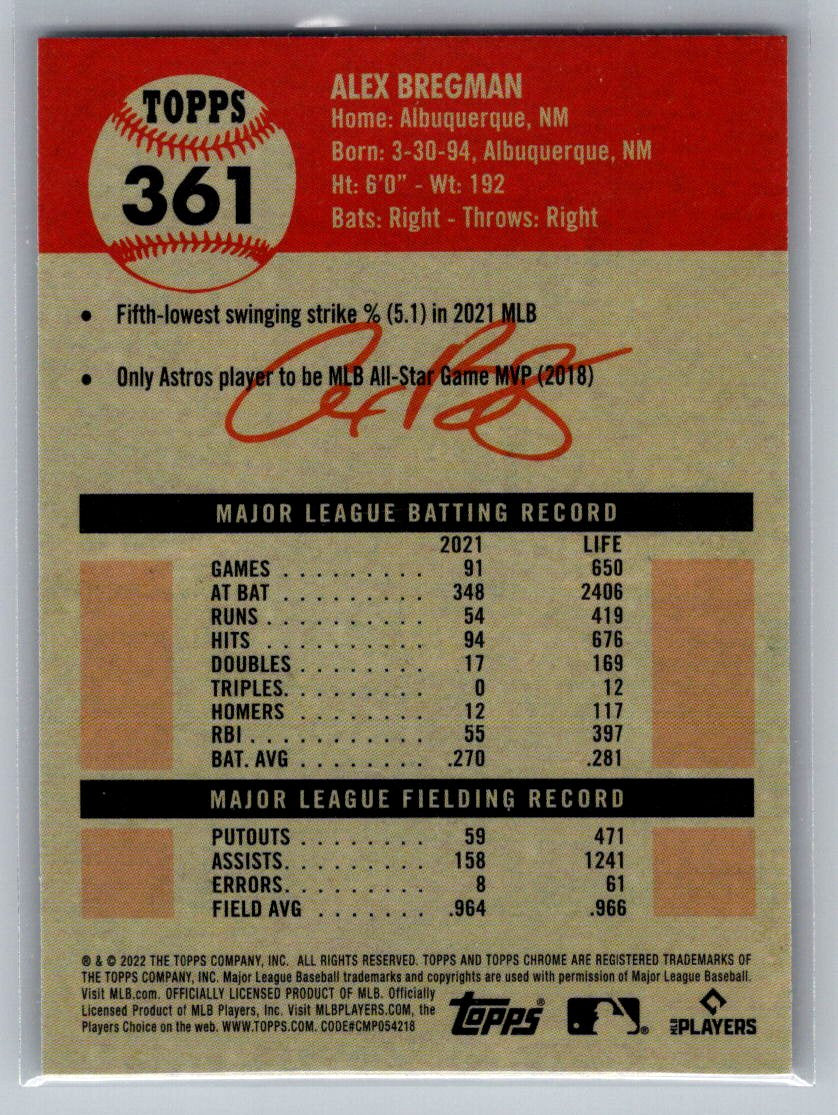 TOPPS
361
ALEX BREGMAN
Home: Albuquerque, NM
Born: 3-30-94, Albuquerque, NM
Ht: 6'0" - Wt: 192
Bats: Right - Throws: Right
• Fifth-lowest swinging strike % (5.1) in 2021 MLB
• Only Astros player to be MLB All-Star Game MVP (2018)
MAJOR LEAGUE BATTING RECORD
2021 LIFE
GAMES . . . . . . . . . 91 650
AT BAT . . . . . . . . . 348 2406
RUNS . . . . . . . . . . 54 419
HITS . . . . . . . . . . 94 676
DOUBLES . . . . . . . . 17 169
TRIPLES. . . . . . . . . 0 12
HOMERS . . . . . . . . 12 117
RBI . . . . . . . . . . . 55 397
BAT. AVG . . . . . . . . .270 .281
MAJOR LEAGUE FIELDING RECORD
PUTOUTS . . . . . . . . 59 471
ASSISTS. . . . . . . . . 158 1241
ERRORS. . . . . . . . . 8 61
FIELD AVG . . . . . . . .964 .966
® & © 2022 THE TOPPS COMPANY, INC. ALL RIGHTS RESERVED. TOPPS AND TOPPS CHROME ARE REGISTERED TRADEMARKS OF
THE TOPPS COMPANY, INC. Major League Baseball trademarks and copyrights are used with permission of Major League Baseball.
Visit MLB.com. OFFICIALLY LICENSED PRODUCT OF MLB. Officially
Licensed Product of MLB Players, Inc. Visit MLBPLAYERS.COM, the
Players Choice on the web. WWW.TOPPS.COM. CODE#CMP054218
Topps®
®
MLB PLAYERS